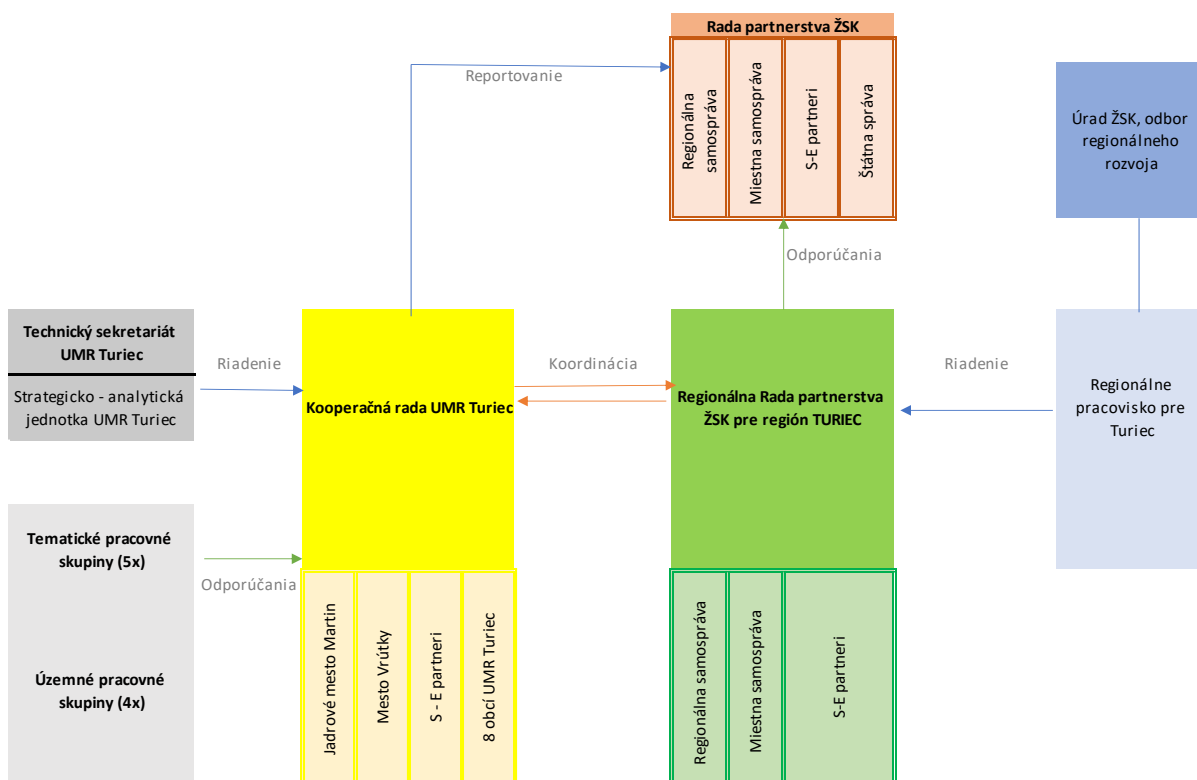 Rada partnerstva ŽSK
Regionálna
samospráva
Miestna samospráva
S-E partneri
Štátna správa
Reportovanie
Úrad ŽSK, odbor
regionálneho
rozvoja
Odporúčania
Technický sekretariát
UMR Turiec
Strategicko - analytická
jednotka UMR Turiec
Riadenie
Kooperačná rada UMR Turiec
Koordinácia
Regionálna Rada partnerstva
ŽSK pre región TURIEC
Riadenie
Regionálne
pracovisko pre
Turiec
Tematické pracovné
skupiny (5x)
Odporúčania
Územné pracovné
skupiny (4x)
Jadrové mesto Martin
Mesto Vrútky
S - E partneri
8 obcí UMR Turiec
Regionálna samospráva
Miestna samospráva
S-E partneri